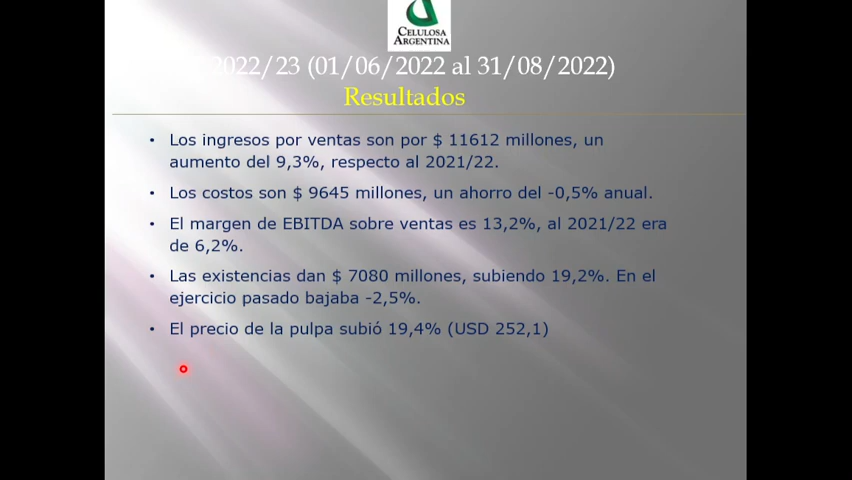 CELULOSA
ARGENTINA
2022/23 (01/06/2022 al 31/08/2022)
Resultados
• Los ingresos por ventas son por $ 11612 millones, un
aumento del 9,3%, respecto al 2021/22.
• Los costos son $ 9645 millones, un ahorro del -0,5% anual.
• El margen de EBITDA sobre ventas es 13,2%, al 2021/22 era
de 6,2%.
• Las existencias dan $ 7080 millones, subiendo 19,2%. En el
ejercicio pasado bajaba -2,5%.
• El precio de la pulpa subió 19,4% (USD 252,1)